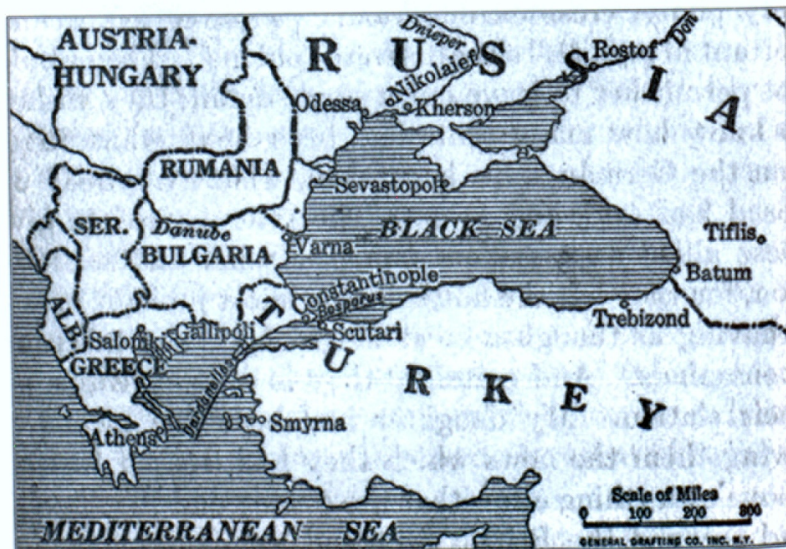 AUSTRIA-
HUNGARY
RUSSIA
Dnieper
Don
Rostof
Nikolaief
Odessa
Kherson
RUMANIA
Sevastopol
SER.
Danube
BULGARIA
Varna
BLACK SEA
Tiflis
Batum
Constantinople
Bosporus
Scutari
Trebizond
ALB.
Saloniki
Gallipoli
TURKEY
GREECE
Dardanelles
Athens
Smyrna
MEDITERRANEAN SEA
Scale of Miles
0 100 200 300
GENERAL DRAFTING CO. INC. N.Y.